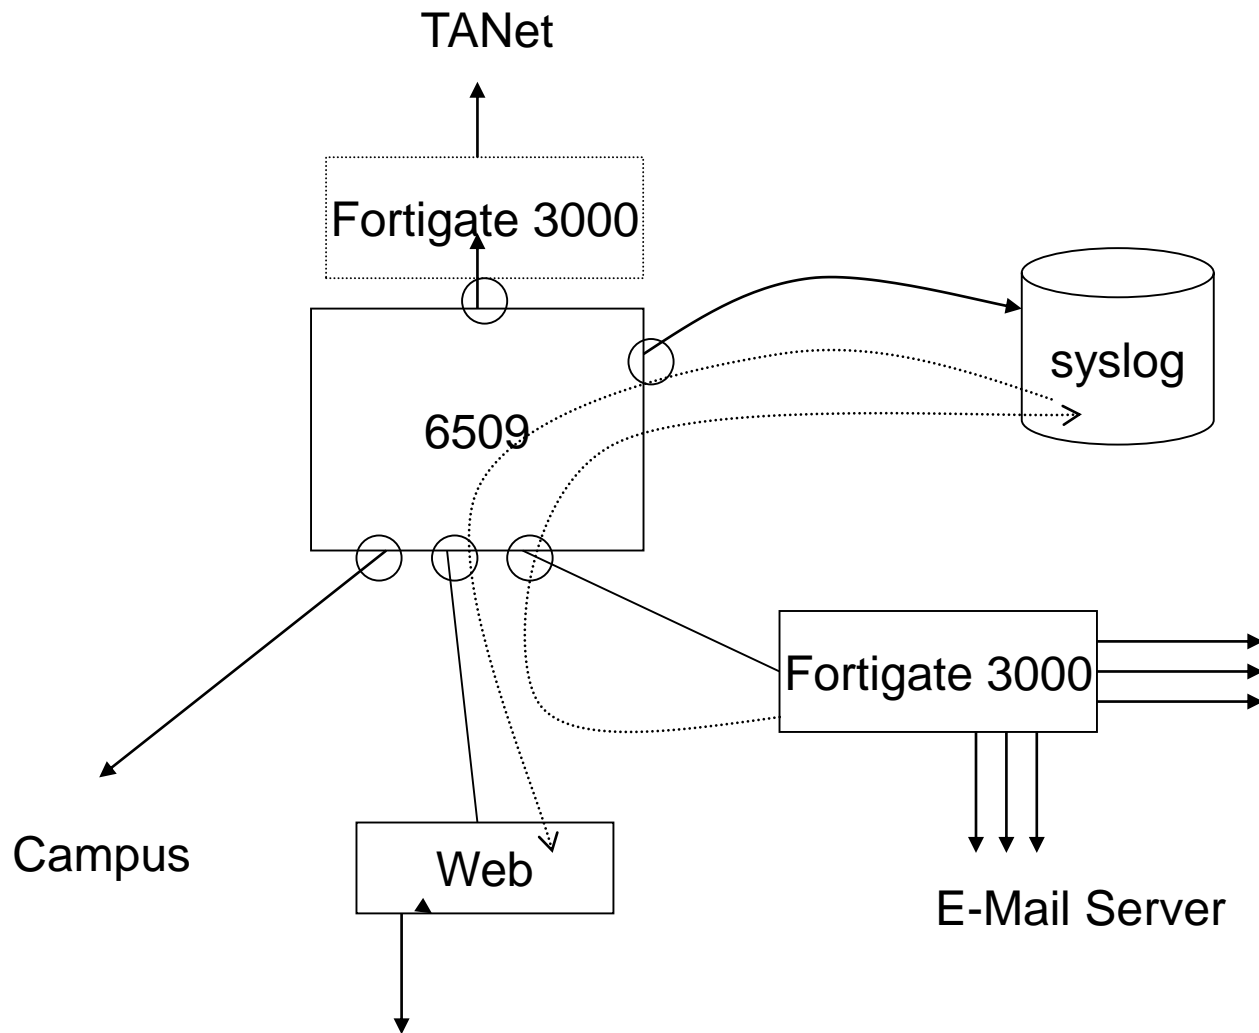 TANet
Fortigate 3000
syslog
6509
Fortigate 3000
Campus
Web
E-Mail Server